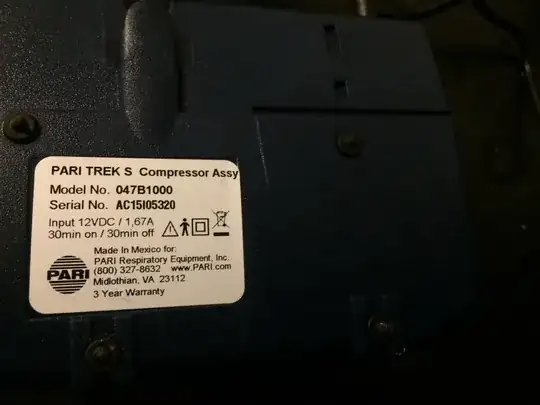 PARI TREK S Compressor Assy
Model No. 047B1000
Serial No. AC15I05320
Input 12VDC / 1,67A
30min on / 30min off
Made In Mexico for:
PARI Respiratory Equipment, Inc.
(800) 327-8632 www.PARI.com
Midlothian, VA 23112
3 Year Warranty
PARI